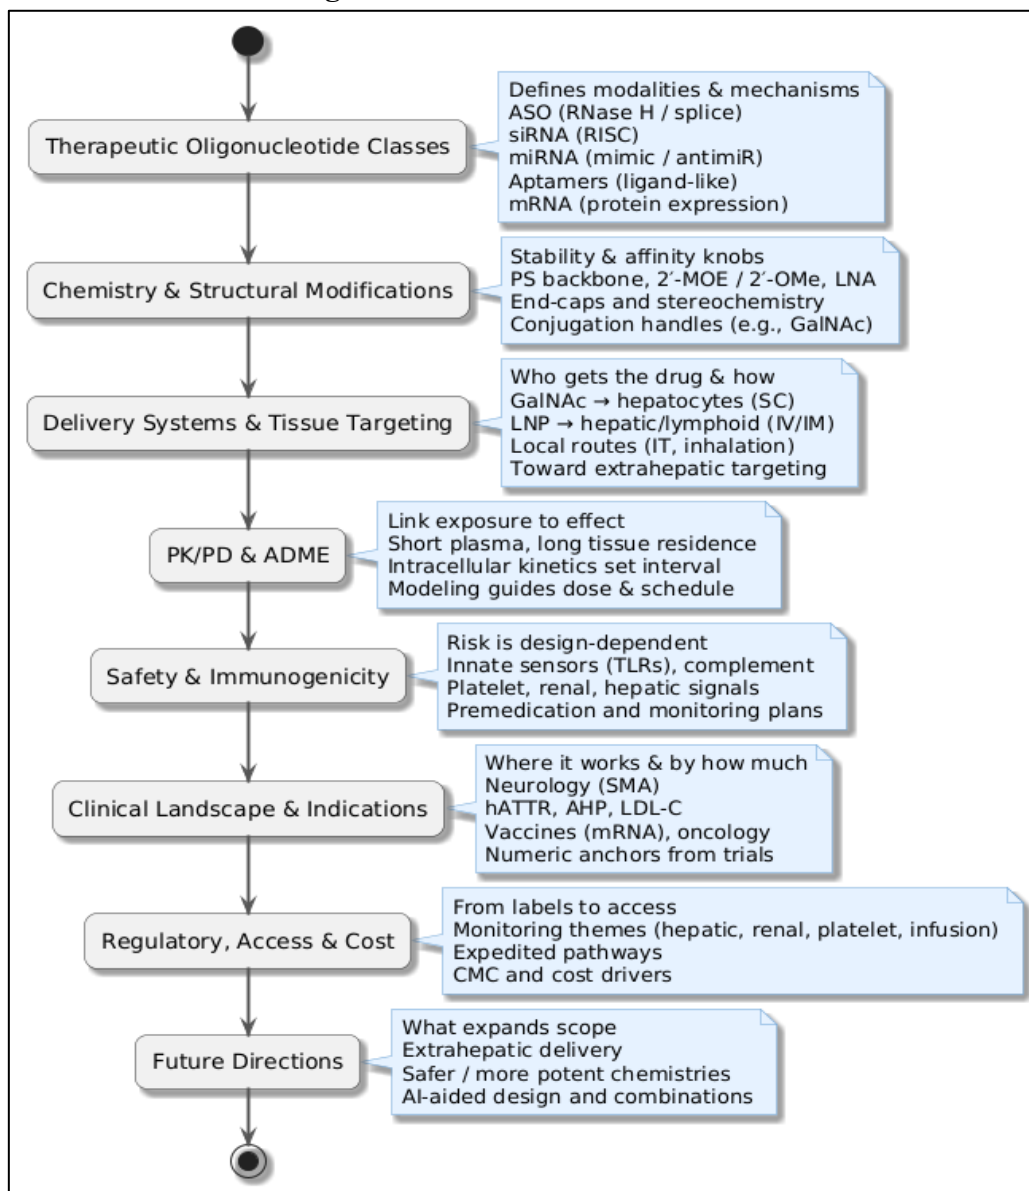 Therapeutic Oligonucleotide Classes
Defines modalities & mechanisms
ASO (RNase H / splice)
siRNA (RISC)
miRNA (mimic / antimiR)
Aptamers (ligand-like)
mRNA (protein expression)
Chemistry & Structural Modifications
Stability & affinity knobs
PS backbone, 2′-MOE / 2′-OMe, LNA
End-caps and stereochemistry
Conjugation handles (e.g., GalNAc)
Delivery Systems & Tissue Targeting
Who gets the drug & how
GalNAc → hepatocytes (SC)
LNP → hepatic/lymphoid (IV/IM)
Local routes (IT, inhalation)
Toward extrahepatic targeting
PK/PD & ADME
Link exposure to effect
Short plasma, long tissue residence
Intracellular kinetics set interval
Modeling guides dose & schedule
Safety & Immunogenicity
Risk is design-dependent
Innate sensors (TLRs), complement
Platelet, renal, hepatic signals
Premedication and monitoring plans
Clinical Landscape & Indications
Where it works & by how much
Neurology (SMA)
hATTR, AHP, LDL-C
Vaccines (mRNA), oncology
Numeric anchors from trials
Regulatory, Access & Cost
From labels to access
Monitoring themes (hepatic, renal, platelet, infusion)
Expedited pathways
CMC and cost drivers
Future Directions
What expands scope
Extrahepatic delivery
Safer / more potent chemistries
AI-aided design and combinations